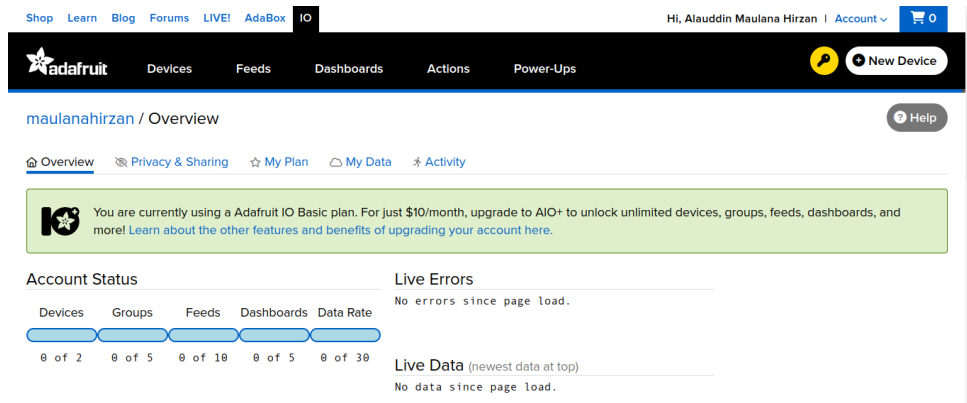 Shop Learn Blog Forums LIVE! AdaBox IO
Hi, Alauddin Maulana Hirzan | Account 0
adafruit Devices Feeds Dashboards Actions Power-Ups New Device
maulanahirzan / Overview
Help
Overview Privacy & Sharing My Plan My Data Activity
You are currently using a Adafruit IO Basic plan. For just $10/month, upgrade to AIO+ to unlock unlimited devices, groups, feeds, dashboards, and
more! Learn about the other features and benefits of upgrading your account here.
Account Status
Devices Groups Feeds Dashboards Data Rate
0 of 2 0 of 5 0 of 10 0 of 5 0 of 30
Live Errors
No errors since page load.
Live Data (newest data at top)
No data since page load.